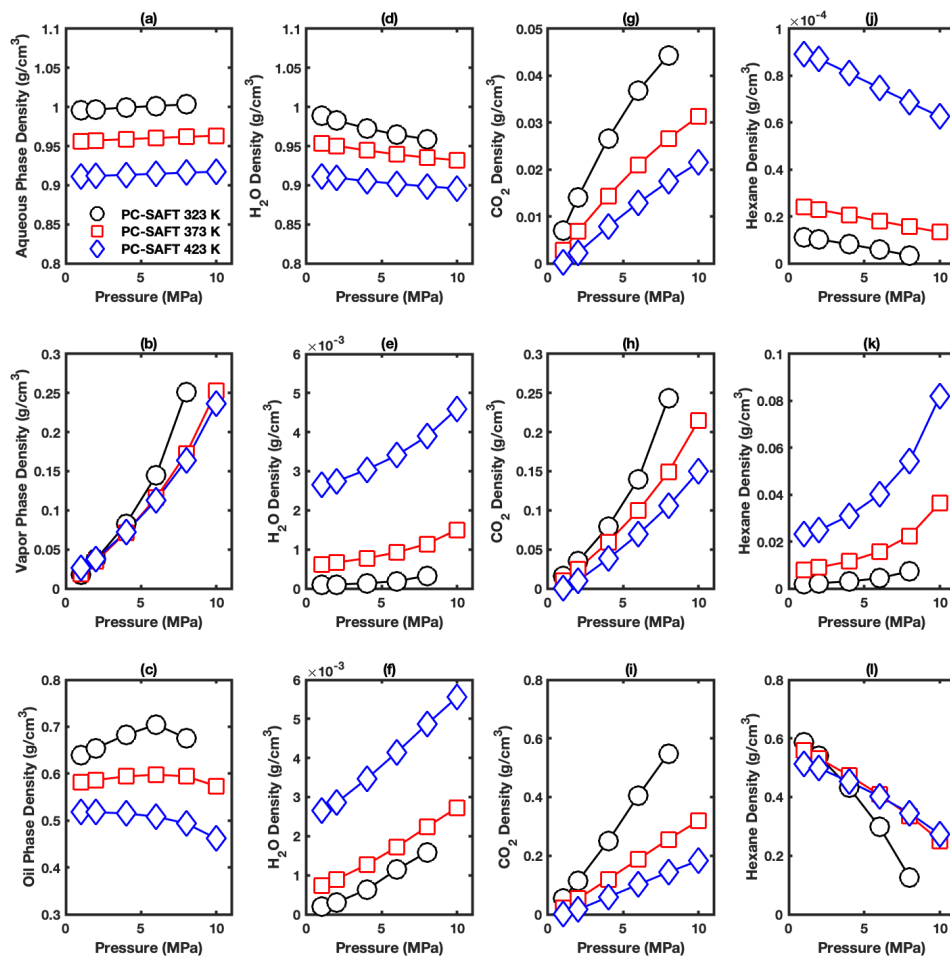 (a)
Aqueous Phase Density (g/cm³)
1.1
1.05
1
0.95
0.9
0.85
0.8
PC-SAFT 323 K
PC-SAFT 373 K
PC-SAFT 423 K
0 5 10
Pressure (MPa)
(d)
H₂O Density (g/cm³)
1.1
1.05
1
0.95
0.9
0.85
0.8
0 5 10
Pressure (MPa)
(g)
CO₂ Density (g/cm³)
0.05
0.04
0.03
0.02
0.01
0
0 5 10
Pressure (MPa)
(j)
×10⁻⁴
Hexane Density (g/cm³)
1
0.8
0.6
0.4
0.2
0
0 5 10
Pressure (MPa)
(b)
Vapor Phase Density (g/cm³)
0.3
0.25
0.2
0.15
0.1
0.05
0
0 5 10
Pressure (MPa)
(e)
×10⁻³
H₂O Density (g/cm³)
6
5
4
3
2
1
0
0 5 10
Pressure (MPa)
(h)
CO₂ Density (g/cm³)
0.3
0.25
0.2
0.15
0.1
0.05
0
0 5 10
Pressure (MPa)
(k)
Hexane Density (g/cm³)
0.1
0.08
0.06
0.04
0.02
0
0 5 10
Pressure (MPa)
(c)
Oil Phase Density (g/cm³)
0.8
0.7
0.6
0.5
0.4
0.3
0 5 10
Pressure (MPa)
(f)
×10⁻³
H₂O Density (g/cm³)
6
5
4
3
2
1
0
0 5 10
Pressure (MPa)
(i)
CO₂ Density (g/cm³)
0.8
0.6
0.4
0.2
0
0 5 10
Pressure (MPa)
(l)
Hexane Density (g/cm³)
0.8
0.6
0.4
0.2
0
0 5 10
Pressure (MPa)